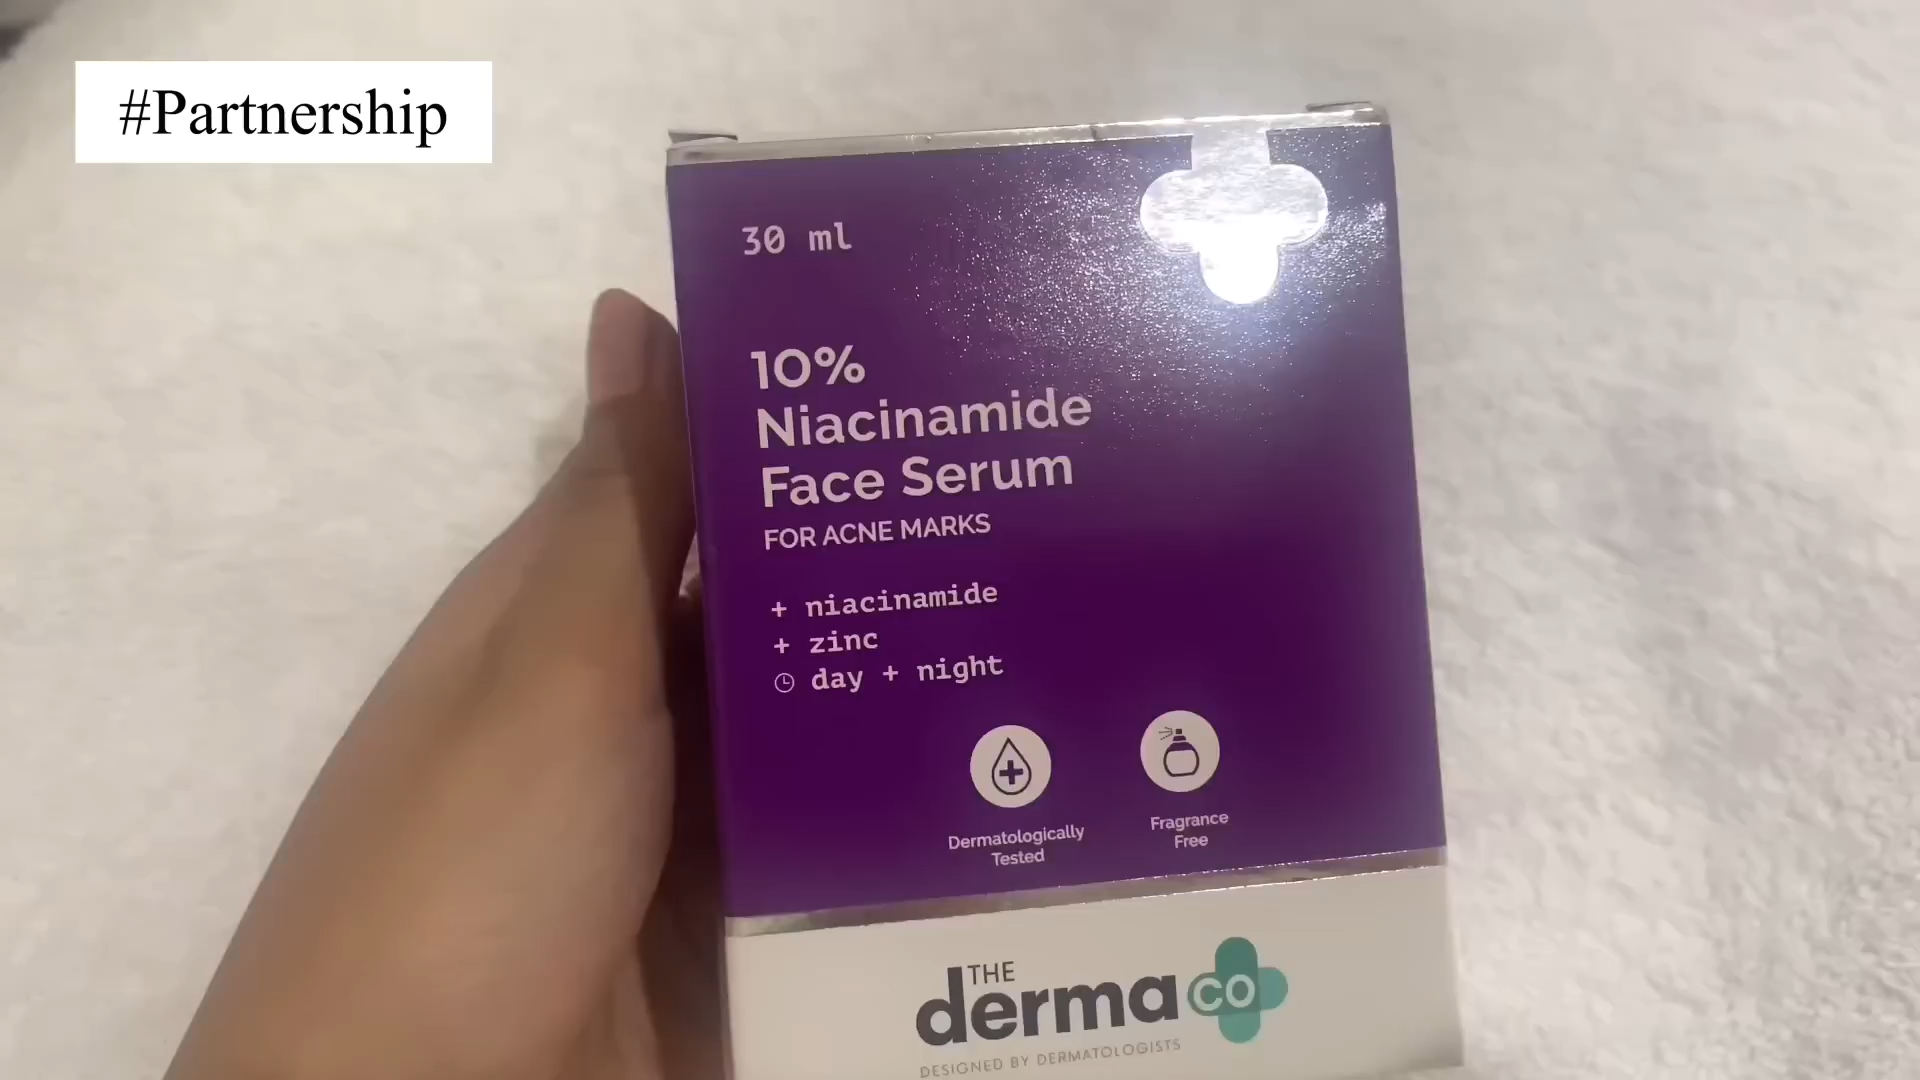 #Partnership
30 ml
10%
Niacinamide
Face Serum
FOR ACNE MARKS
+ niacinamide
+ zinc
day + night
Dermatologically
Tested
Fragrance
Free
THE
derma co
DESIGNED BY DERMATOLOGISTS